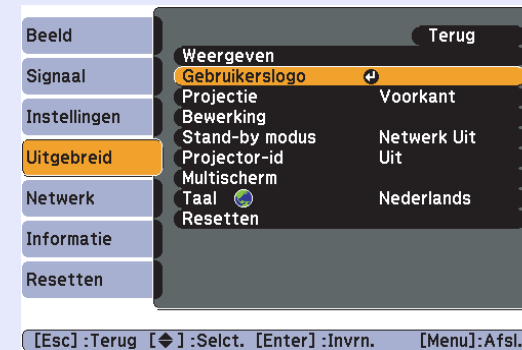 Beeld
Signaal
Instellingen
Uitgebreid
Netwerk
Informatie
Resetten
Terug
Weergeven
Gebruikerslogo
Projectie Voorkant
Bewerking
Stand-by modus Netwerk Uit
Projector-id Uit
Multischerm
Taal Nederlands
Resetten
[Esc] :Terug [ ] :Selct. [Enter] :Invrn. [Menu]:Afsl.